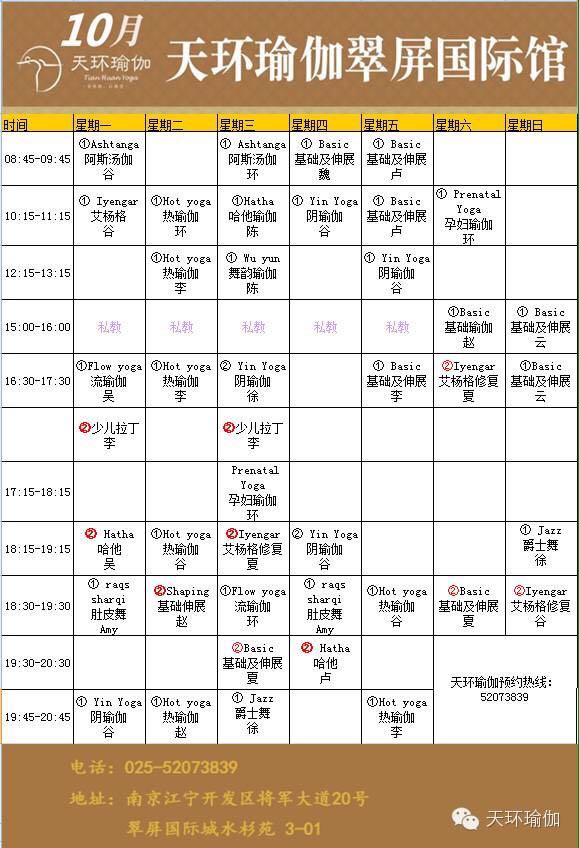 10月
天环瑜伽
Tian Huan Yoga
天环瑜伽翠屏国际馆
时间 星期一 星期二 星期三 星期四 星期五 星期六 星期日
08:45-09:45
①Ashtanga
阿斯汤伽
谷
① Ashtanga
阿斯汤伽
环
① Basic
基础及伸展
魏
① Basic
基础及伸展
卢
10:15-11:15
① Iyengar
艾杨格
谷
①Hot yoga
热瑜伽
环
①Hatha
哈他瑜伽
陈
① Yin Yoga
阴瑜伽
谷
① Basic
基础及伸展
卢
① Prenatal
Yoga
孕妇瑜伽
环
12:15-13:15
①Hot yoga
热瑜伽
李
① Wu yun
舞韵瑜伽
陈
① Yin Yoga
阴瑜伽
谷
15:00-16:00
私教
私教
私教
私教
私教
①Basic
基础瑜伽
赵
① Basic
基础及伸展
云
16:30-17:30
①Flow yoga
流瑜伽
吴
①Hot yoga
热瑜伽
李
② Yin Yoga
阴瑜伽
徐
① Basic
基础及伸展
李
②Iyengar
艾杨格修复
夏
①Basic
基础及伸展
云
②少儿拉丁
李
②少儿拉丁
李
17:15-18:15
Prenatal
Yoga
孕妇瑜伽
环
18:15-19:15
② Hatha
哈他
吴
①Hot yoga
热瑜伽
谷
②Iyengar
艾杨格修复
夏
② Yin Yoga
阴瑜伽
谷
① Jazz
爵士舞
徐
18:30-19:30
① raqs
sharqi
肚皮舞
Amy
②Shaping
基础伸展
赵
①Flow yoga
流瑜伽
环
① raqs
sharqi
肚皮舞
Amy
①Hot yoga
热瑜伽
谷
②Basic
基础及伸展
夏
②Iyengar
艾杨格修复
谷
19:30-20:30
②Basic
基础及伸展
夏
② Hatha
哈他
卢
天环瑜伽预约热线:
52073839
19:45-20:45
① Yin Yoga
阴瑜伽
谷
①Hot yoga
热瑜伽
赵
① Jazz
爵士舞
徐
①Hot yoga
热瑜伽
李
电话: 025-52073839
地址: 南京江宁开发区将军大道20号
翠屏国际城水杉苑 3-01
天环瑜伽